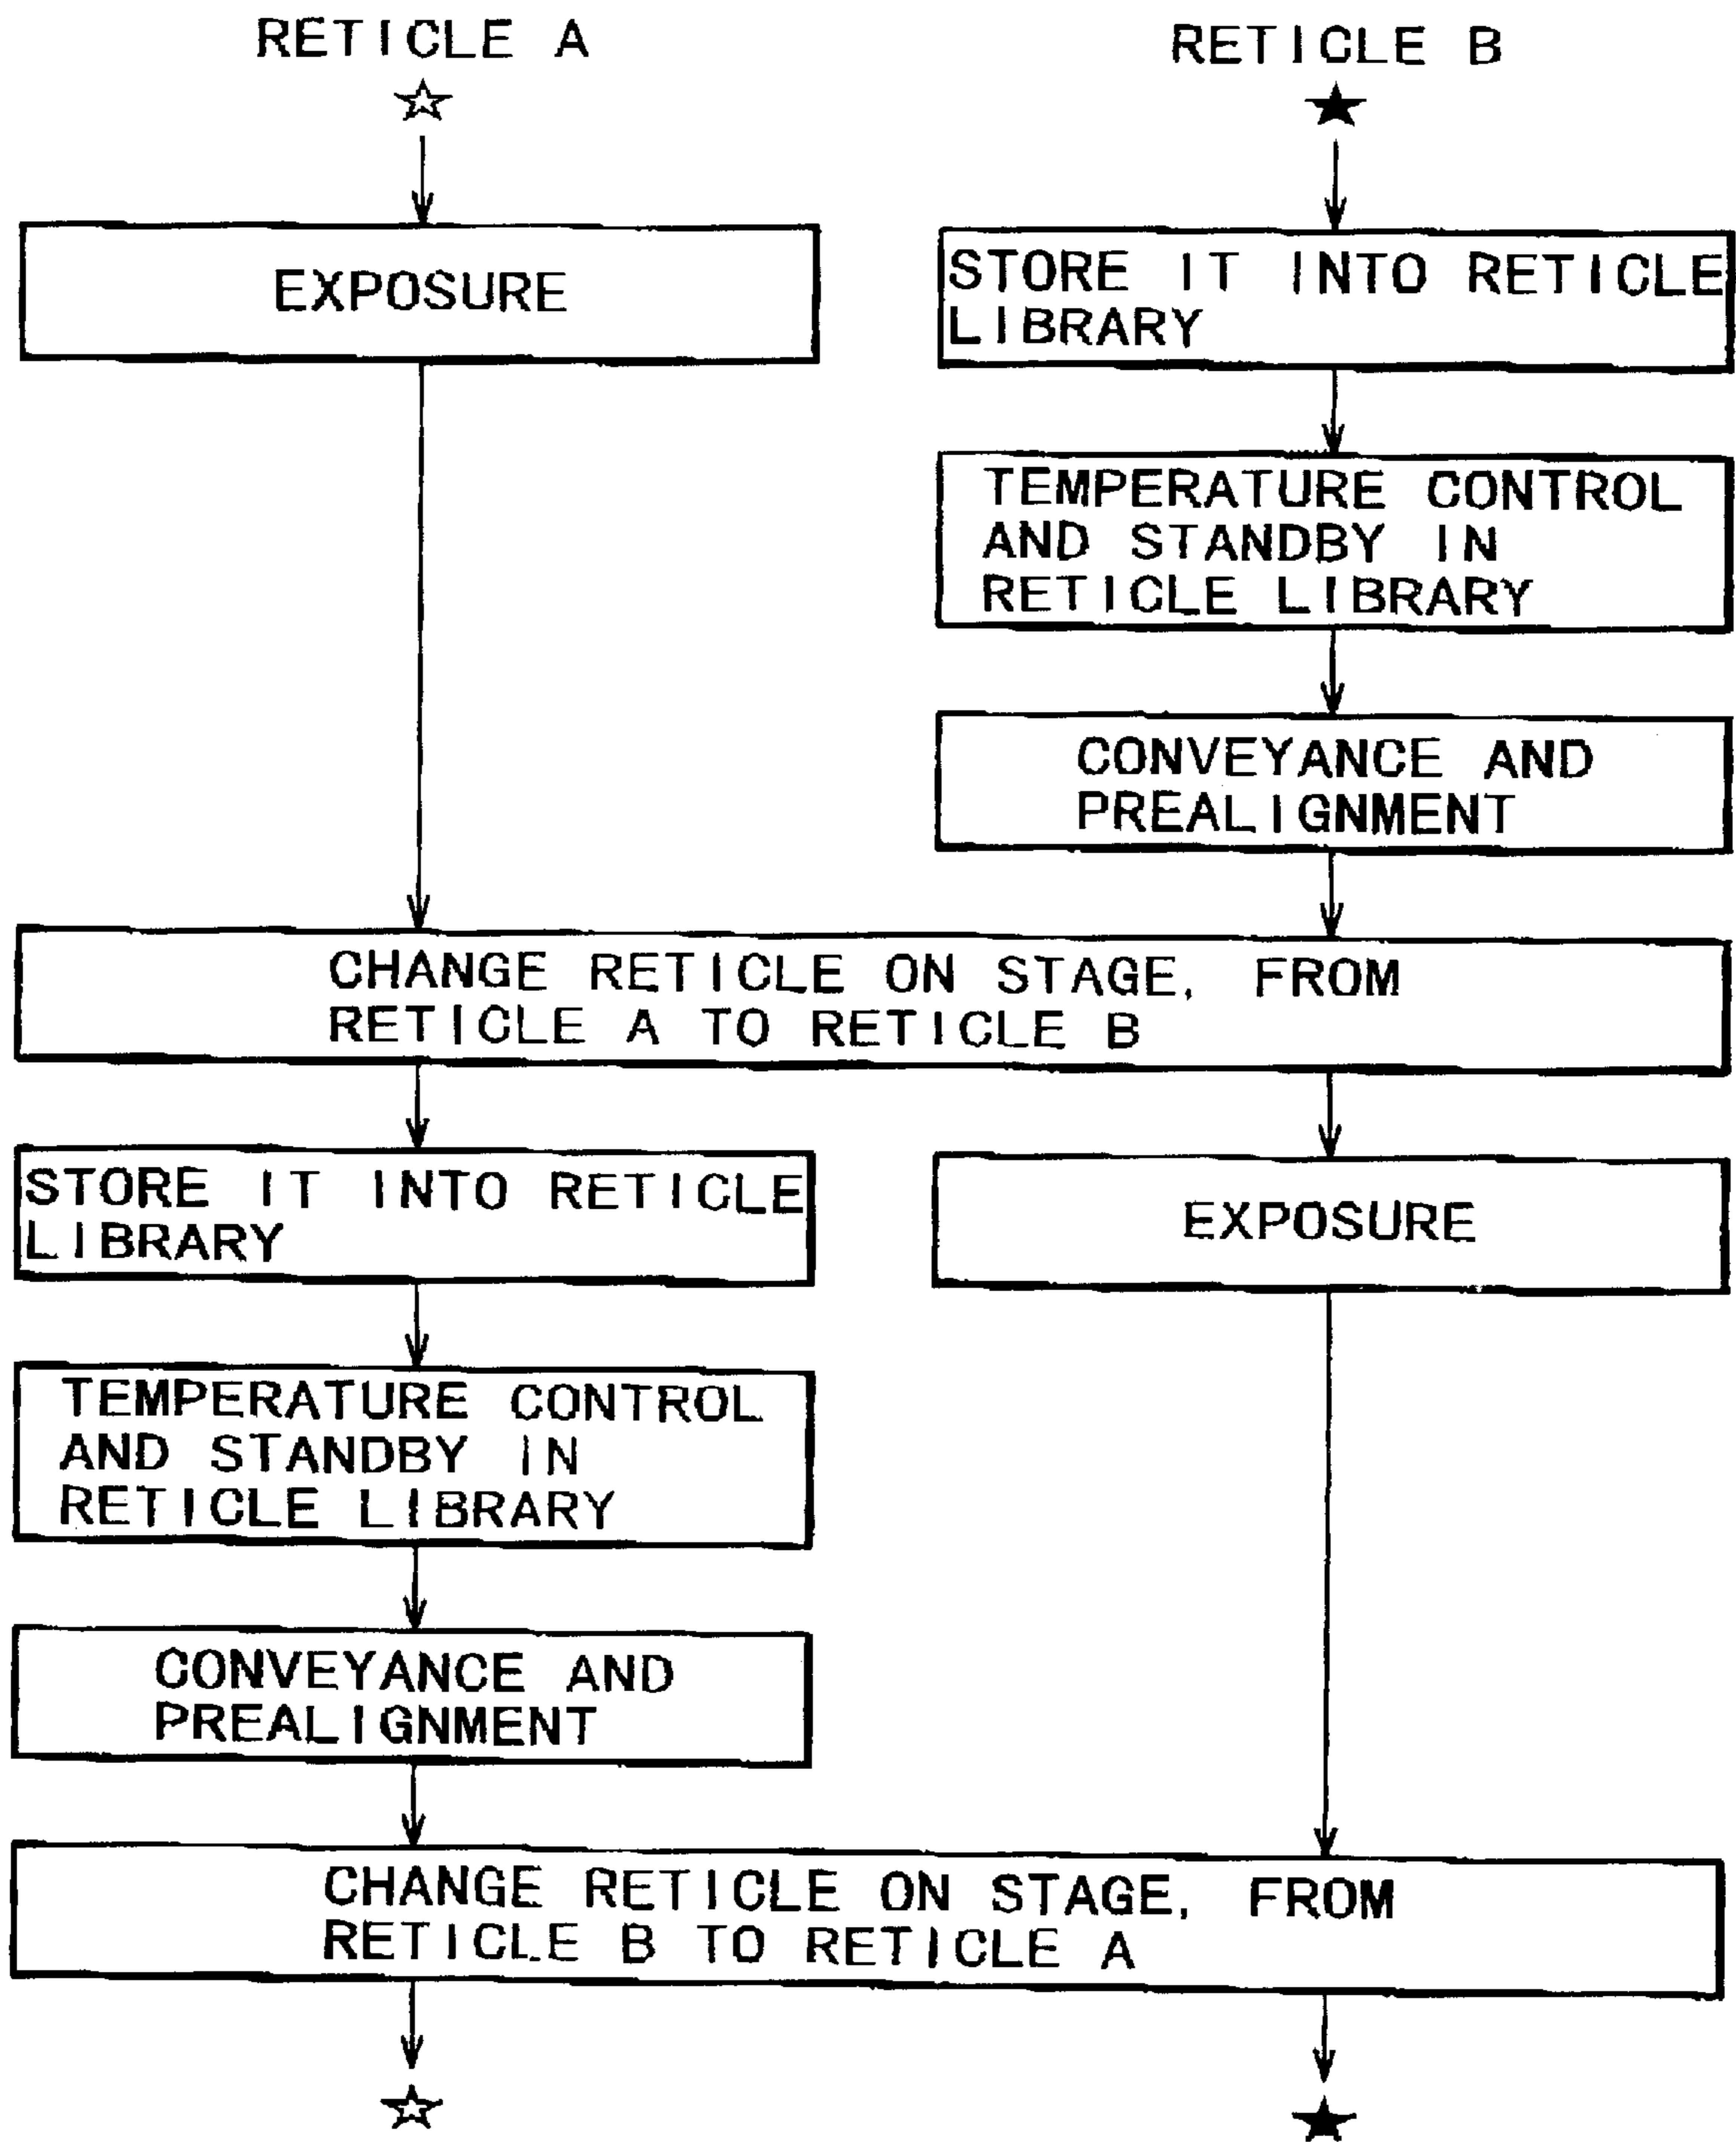 RETICLE A
RETICLE B
EXPOSURE
STORE IT INTO RETICLE
LIBRARY
TEMPERATURE CONTROL
AND STANDBY IN
RETICLE LIBRARY
CONVEYANCE AND
PREALIGNMENT
CHANGE RETICLE ON STAGE, FROM
RETICLE A TO RETICLE B
STORE IT INTO RETICLE
LIBRARY
EXPOSURE
TEMPERATURE CONTROL
AND STANDBY IN
RETICLE LIBRARY
CONVEYANCE AND
PREALIGNMENT
CHANGE RETICLE ON STAGE, FROM
RETICLE B TO RETICLE A